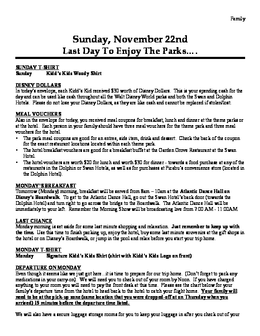 Family
Sunday, November 22nd
Last Day To Enjoy The Parks….
SUNDAY T-SHIRT
Sunday Kidd's Kids Woody Shirt
DISNEY DOLLARS
In today's envelope, each Kidd's Kid received $50 worth of Disney Dollars. This is your spending cash for the
day and can be used like cash throughout all the Walt Disney World parks and both the Swan and Dolphin
Hotels. Please do not lose your Disney Dollars, as they are like cash and cannot be replaced if stolen/lost.
MEAL VOUCHERS
Also in the envelope for today, you received meal vouchers good for breakfast, three theme park meals and three meals
at the hotel. Each person in your family should have three meal vouchers for the theme park and three meal vouchers
for the hotel.
• The park meal coupons are good for an entree, side item, drink and dessert. Check the back of the coupon
for the exact restaurants located in each of the theme parks.
• The hotel breakfast vouchers are good for a breakfast buffet at the Garden Grove Restaurant located in the
Swan Hotel.
• The hotel vouchers are worth $20 for lunch and worth $30 for dinner - towards a food purchase at any of the
restaurants in the Dolphin or Swan Hotels, as well as for purchases at Picabu's convenience store (located in the
Dolphin Hotel).
MONDAY'S BREAKFAST
Tomorrow (Monday) morning, breakfast will be served from 8am – 10am at the Atlantic Dance Hall on
Disney's Boardwalk. To get to the Atlantic Dance Hall, go out the Swan Hotel's back door (towards the
Dolphin Hotel) and turn right to go across the bridge to the Boardwalk. The Atlantic Dance Hall will be
immediately to your left. Remember the Morning Show will be broadcasting live from 7:00 AM - 11:00AM
LAST CHANCE
Monday morning is set aside for some last minute shopping and relaxation. Just remember to keep up with
the time. Use this time to finish packing up, enjoy the hotel, buy some last minute souvenirs at the gift shops in
the hotel or on Disney's Boardwalk, or jump in the pool and relax before you start your trip home.
MONDAY T-SHIRT
Monday Signature Kidd's Kids Shirt (shirt with Kidd's Kids Logo on front)
DEPARTURE ON MONDAY
Even though it seems like we just got here… it is time to prepare for our trip home. (Don't forget to pack any
medications in your carry on) We will need you to check out of your room by Noon. If you have charged
anything to your room you will need to pay the front desk at this time. Please see the chart below for your
family's departure time from the hotel to head back to the hotel to catch your flight home. Your family will
need to be at the pick up zone (same location that you were dropped off at on Thursday when you
arrived) 15 minutes before the departure time listed.
We will also have a secure luggage storage rooms for you to keep your luggage in after you check out of your